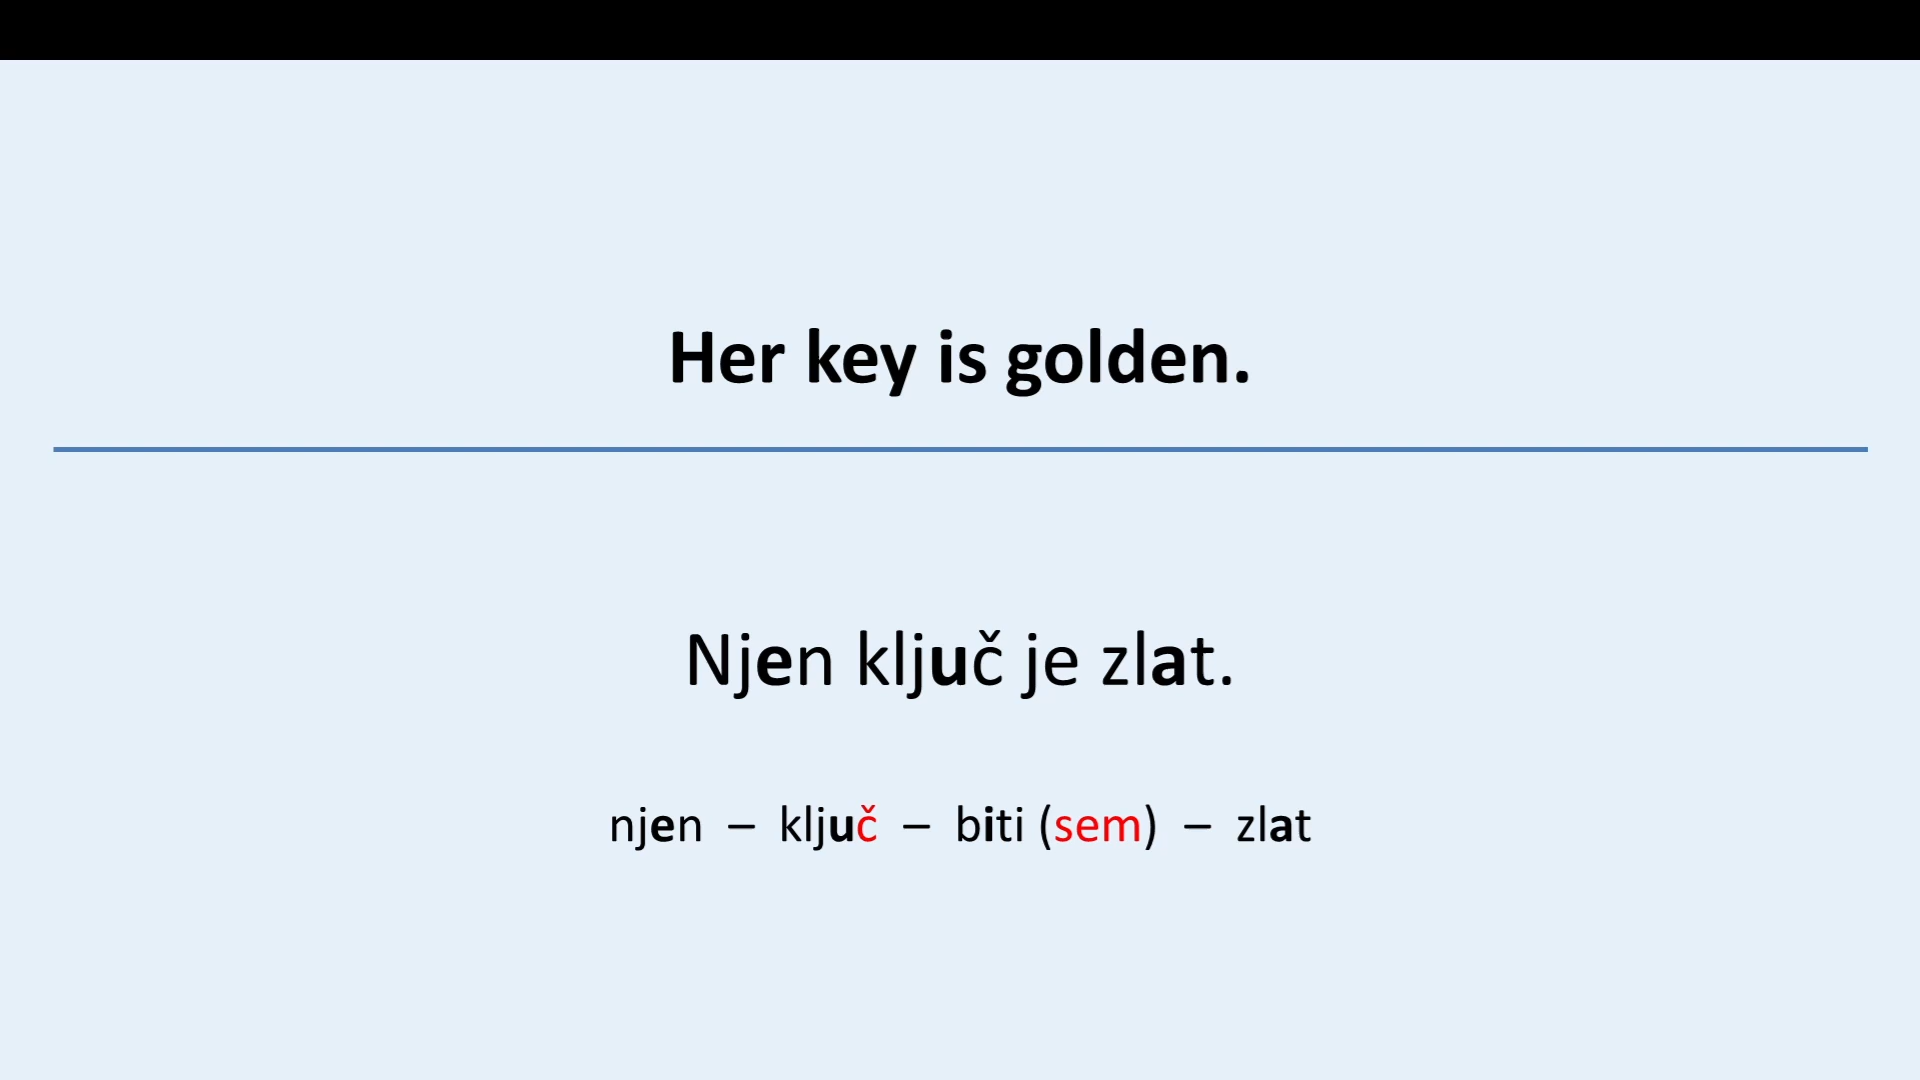 Her key is golden.
Njen ključ je zlat.
njen – ključ – biti (sem) – zlat